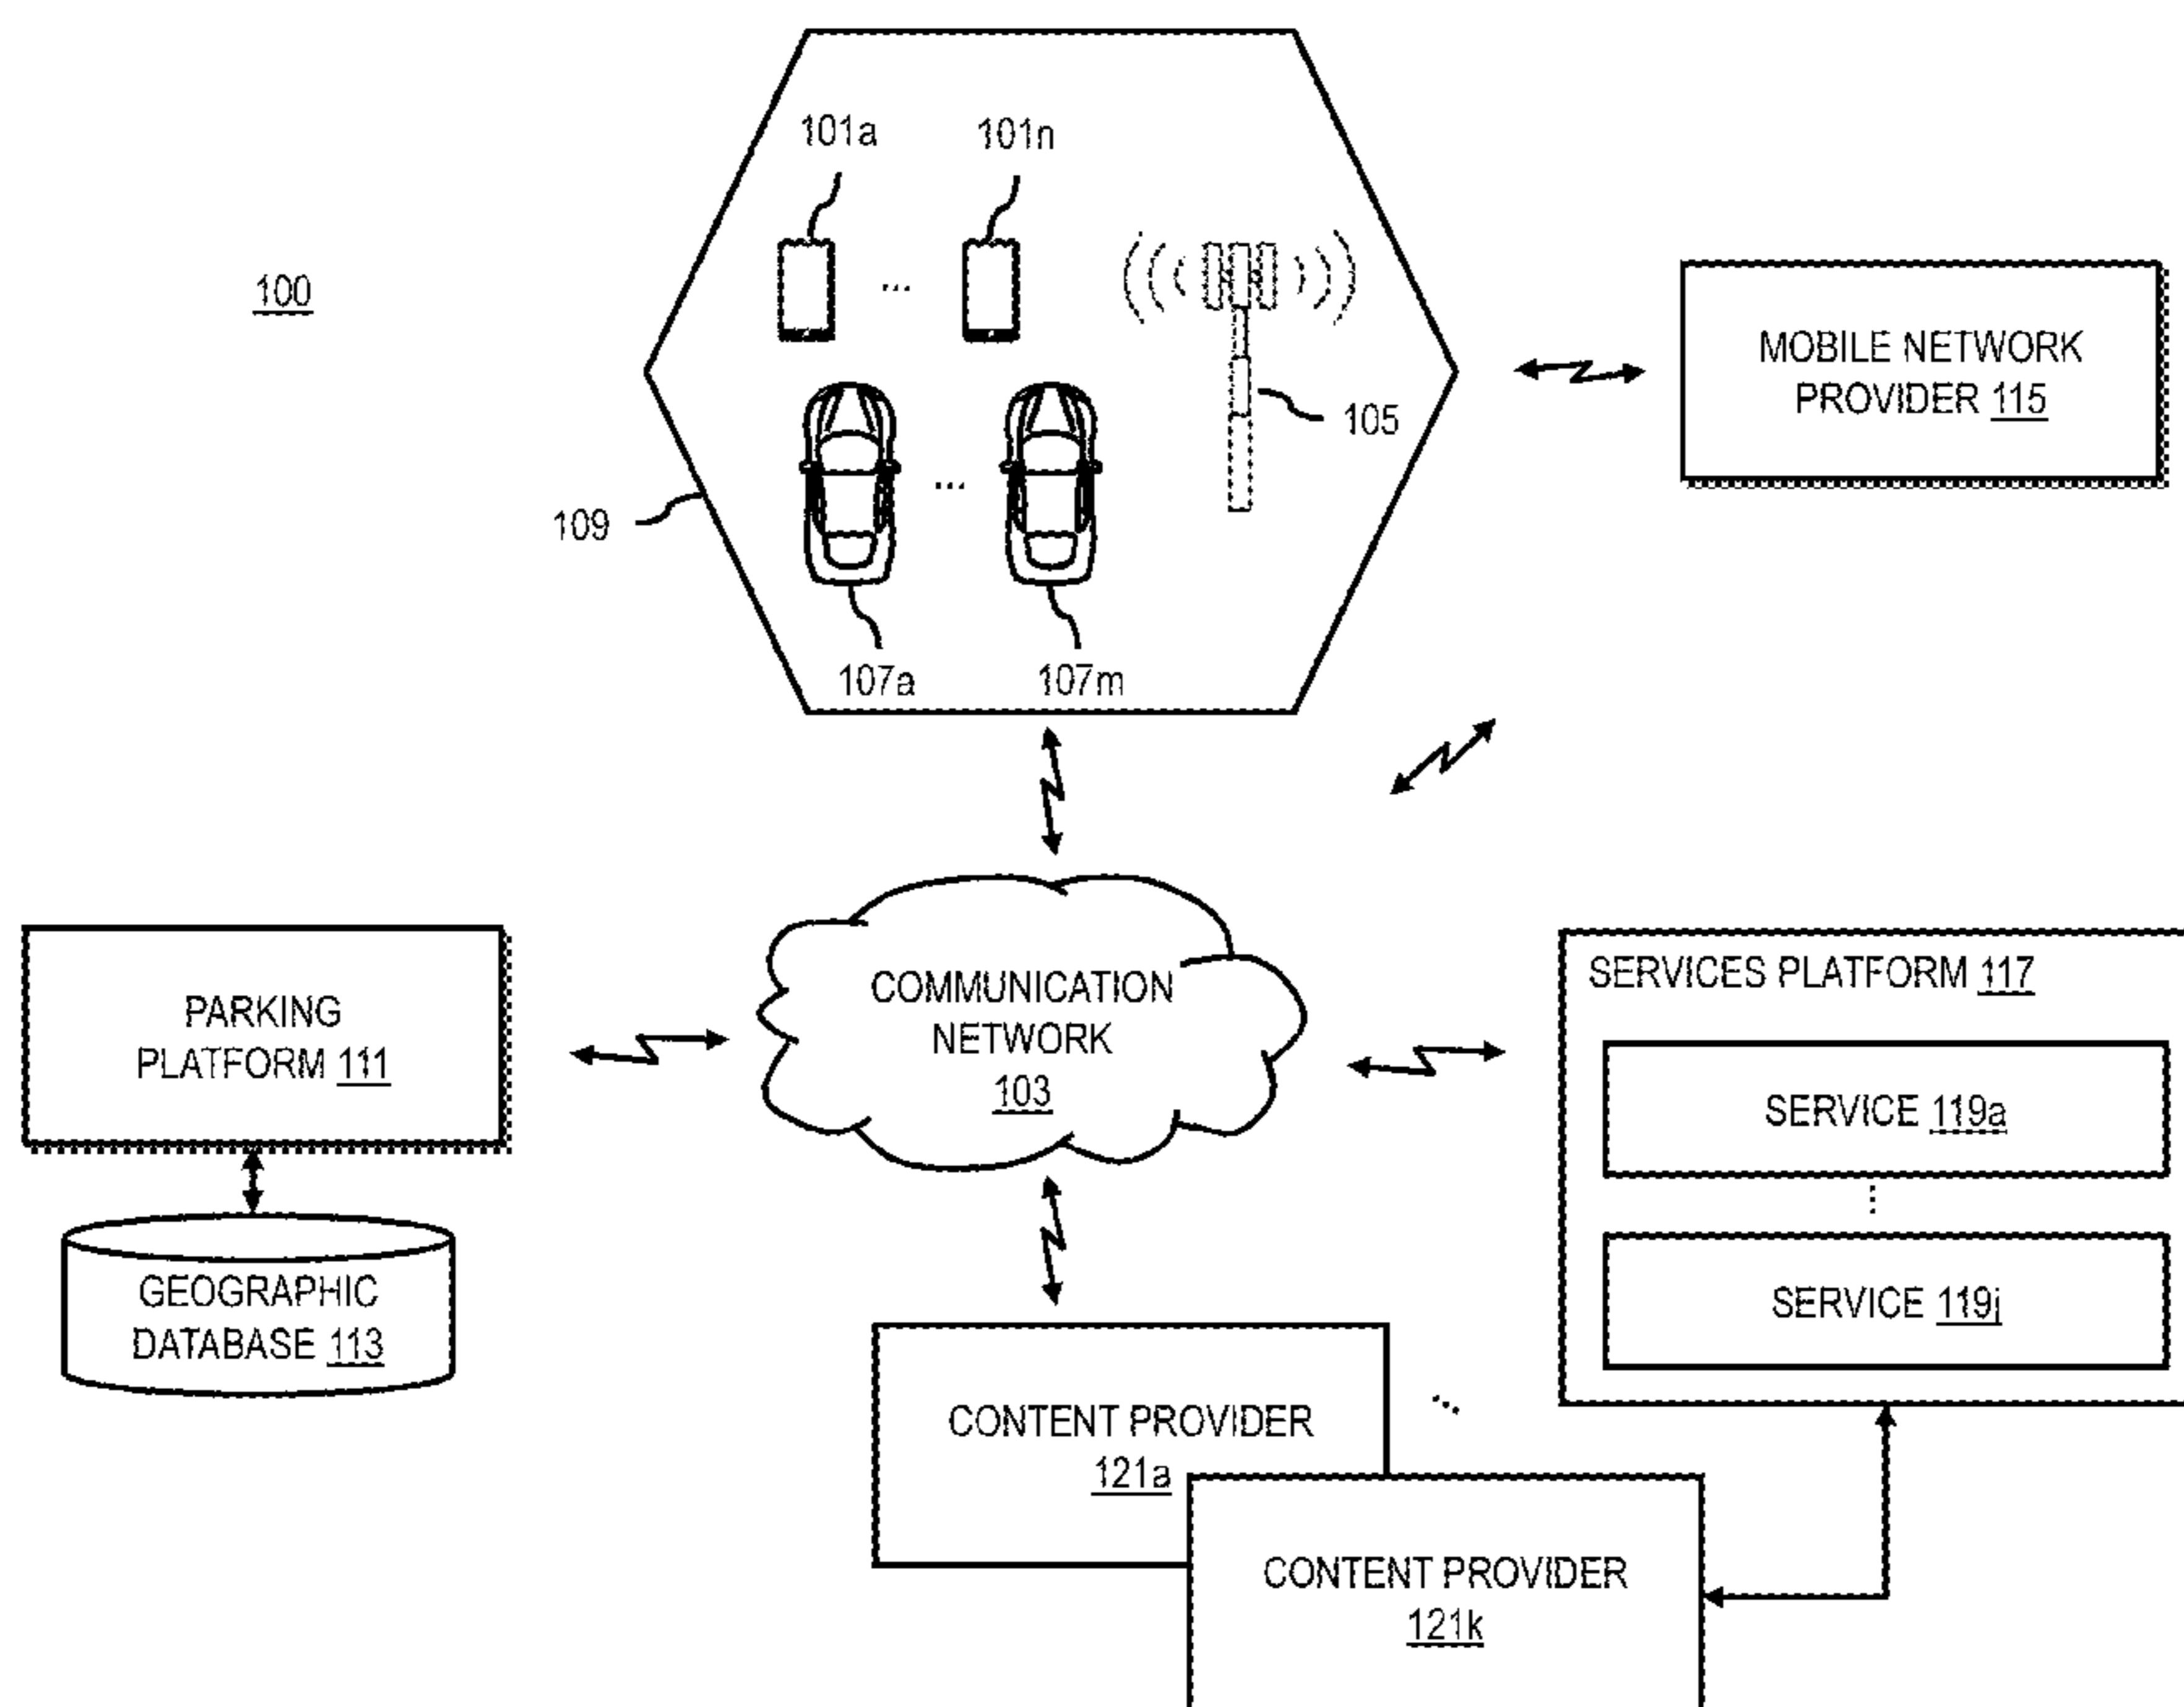 101a
101n
100
MOBILE NETWORK
PROVIDER 115
105
109
107a
107m
COMMUNICATION
NETWORK
103
PARKING
PLATFORM 111
SERVICES PLATFORM 117
SERVICE 119a
...
SERVICE 119j
GEOGRAPHIC
DATABASE 113
CONTENT PROVIDER
121a
CONTENT PROVIDER
121k